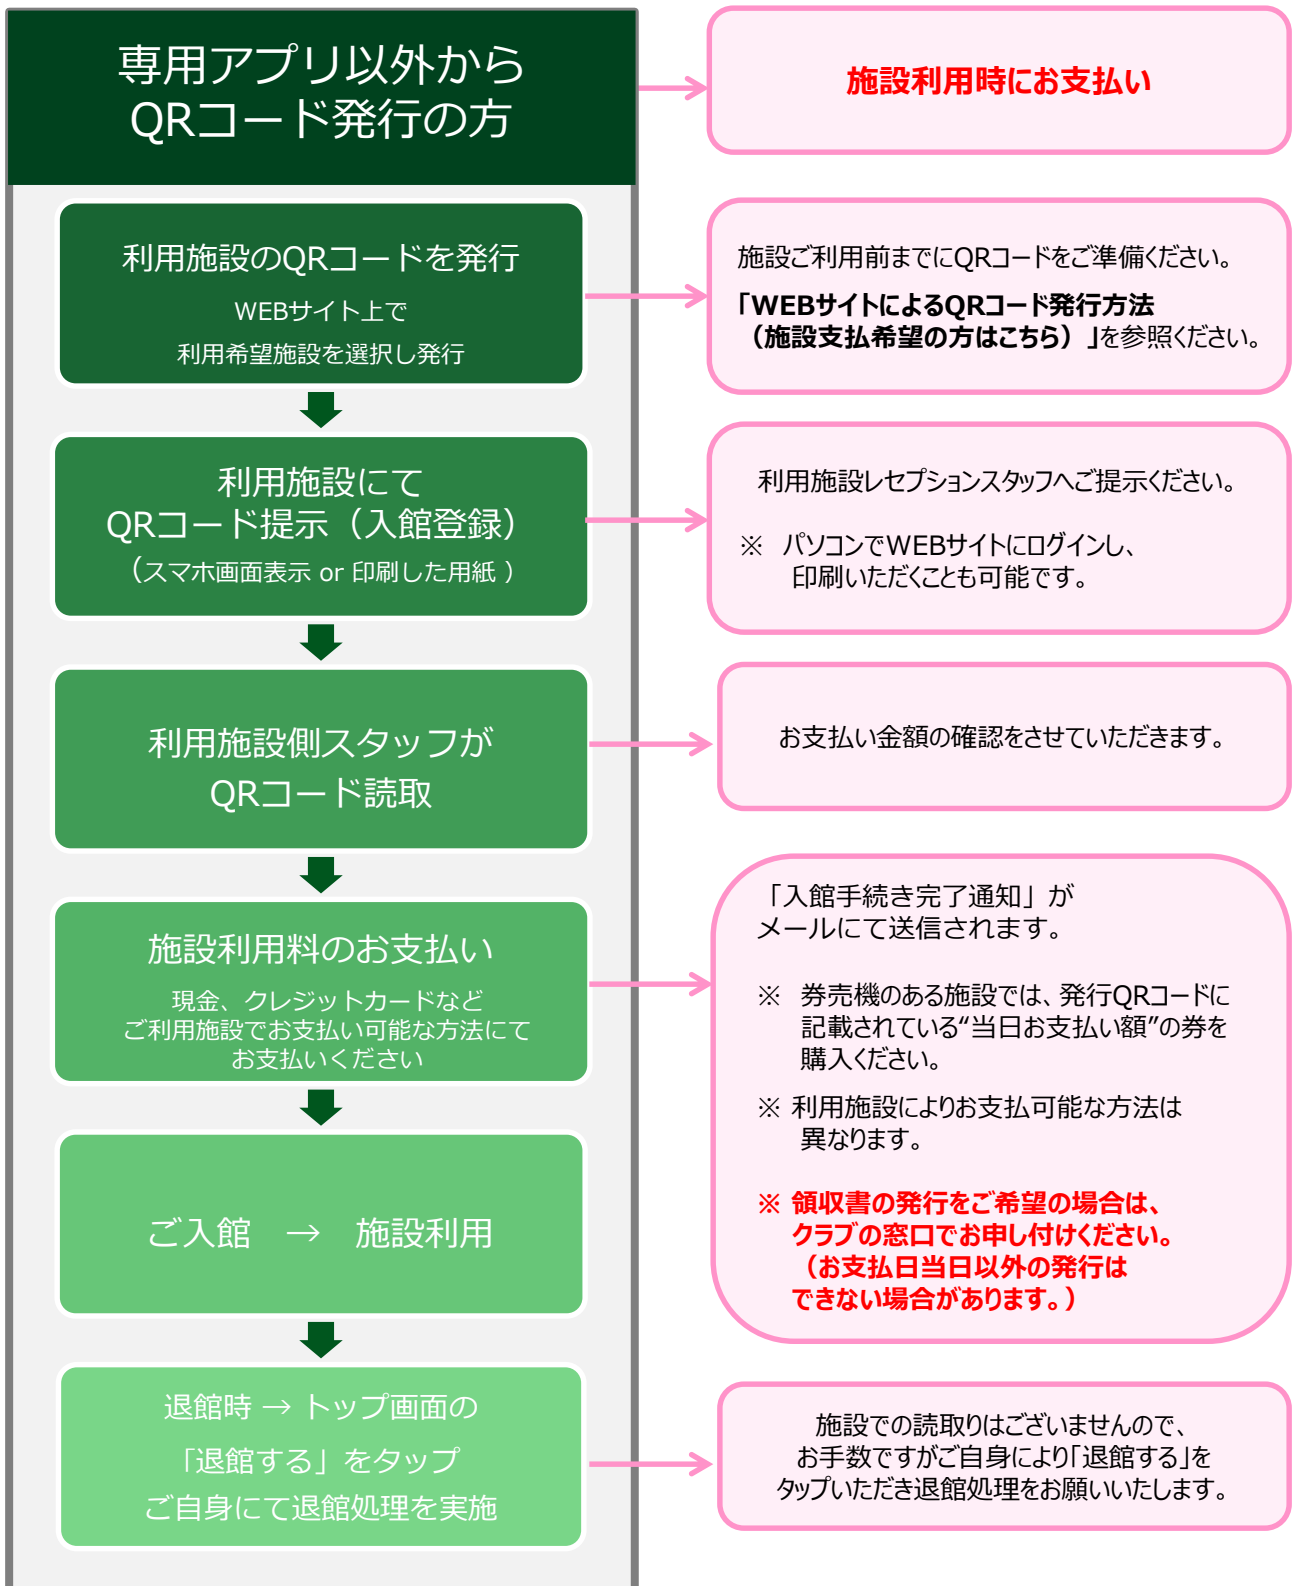 専用アプリ以外から
QRコード発行の方
施設利用時にお支払い
利用施設のQRコードを発行
WEBサイト上で
利用希望施設を選択し発行
施設ご利用前までにQRコードをご準備ください。
「WEBサイトによるQRコード発行方法
（施設支払希望の方はこちら）」を参照ください。
利用施設にて
QRコード提示（入館登録）
（スマホ画面表示 or 印刷した用紙 ）
利用施設レセプションスタッフへご提示ください。
※ パソコンでWEBサイトにログインし、
印刷いただくことも可能です。
利用施設側スタッフが
QRコード読取
お支払い金額の確認をさせていただきます。
施設利用料のお支払い
現金、クレジットカードなど
ご利用施設でお支払い可能な方法にて
お支払いください
「入館手続き完了通知」が
メールにて送信されます。
※ 券売機のある施設では、発行QRコードに
記載されている“当日お支払い額”の券を
購入ください。
※ 利用施設によりお支払可能な方法は
異なります。
※ 領収書の発行をご希望の場合は、
クラブの窓口でお申し付けください。
（お支払日当日以外の発行は
できない場合があります。）
ご入館 → 施設利用
退館時 → トップ画面の
「退館する」をタップ
ご自身にて退館処理を実施
施設での読取りはございませんので、
お手数ですがご自身により「退館する」を
タップいただき退館処理をお願いいたします。